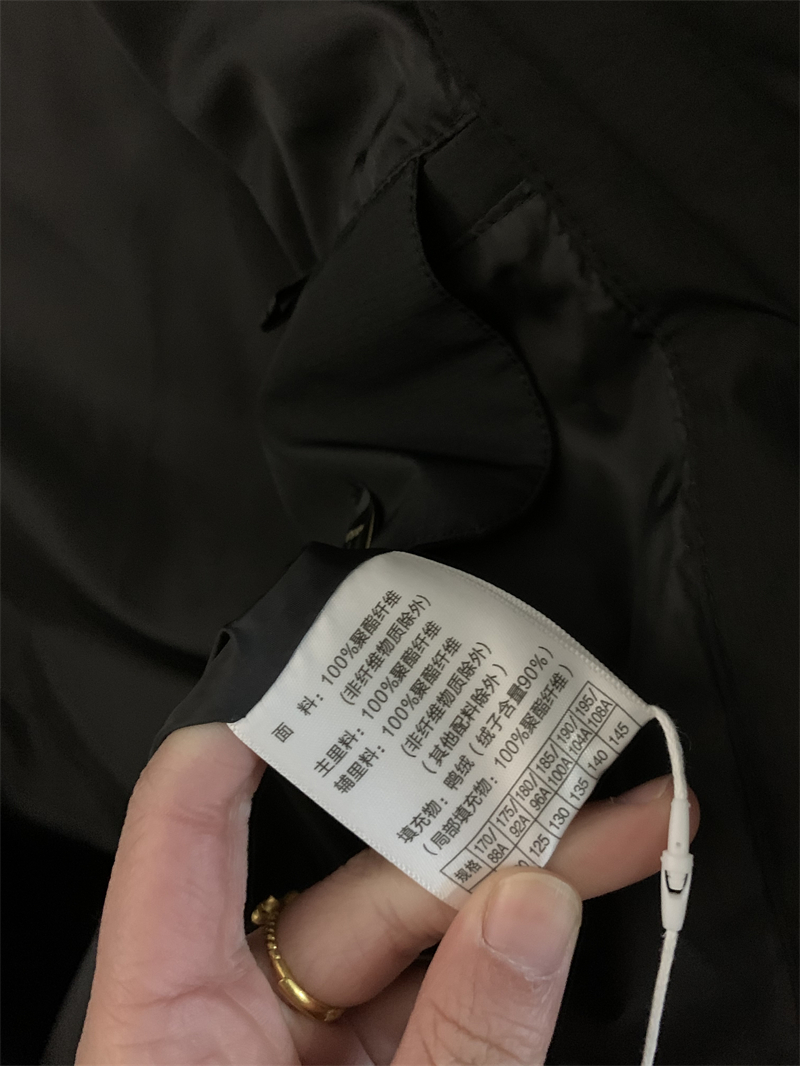 面 料：100%聚酯纤维
(非纤维物质除外)
主里料：100%聚酯纤维
辅里料：100%聚酯纤维
(非纤维物质除外)
(其他配料除外)
填充物：鸭绒（绒子含量90%）
(局部填充物：100%聚酯纤维)
规格 170/88A 175/92A 180/96A 185/100A 190/104A 195/108A
125 130 135 140 145